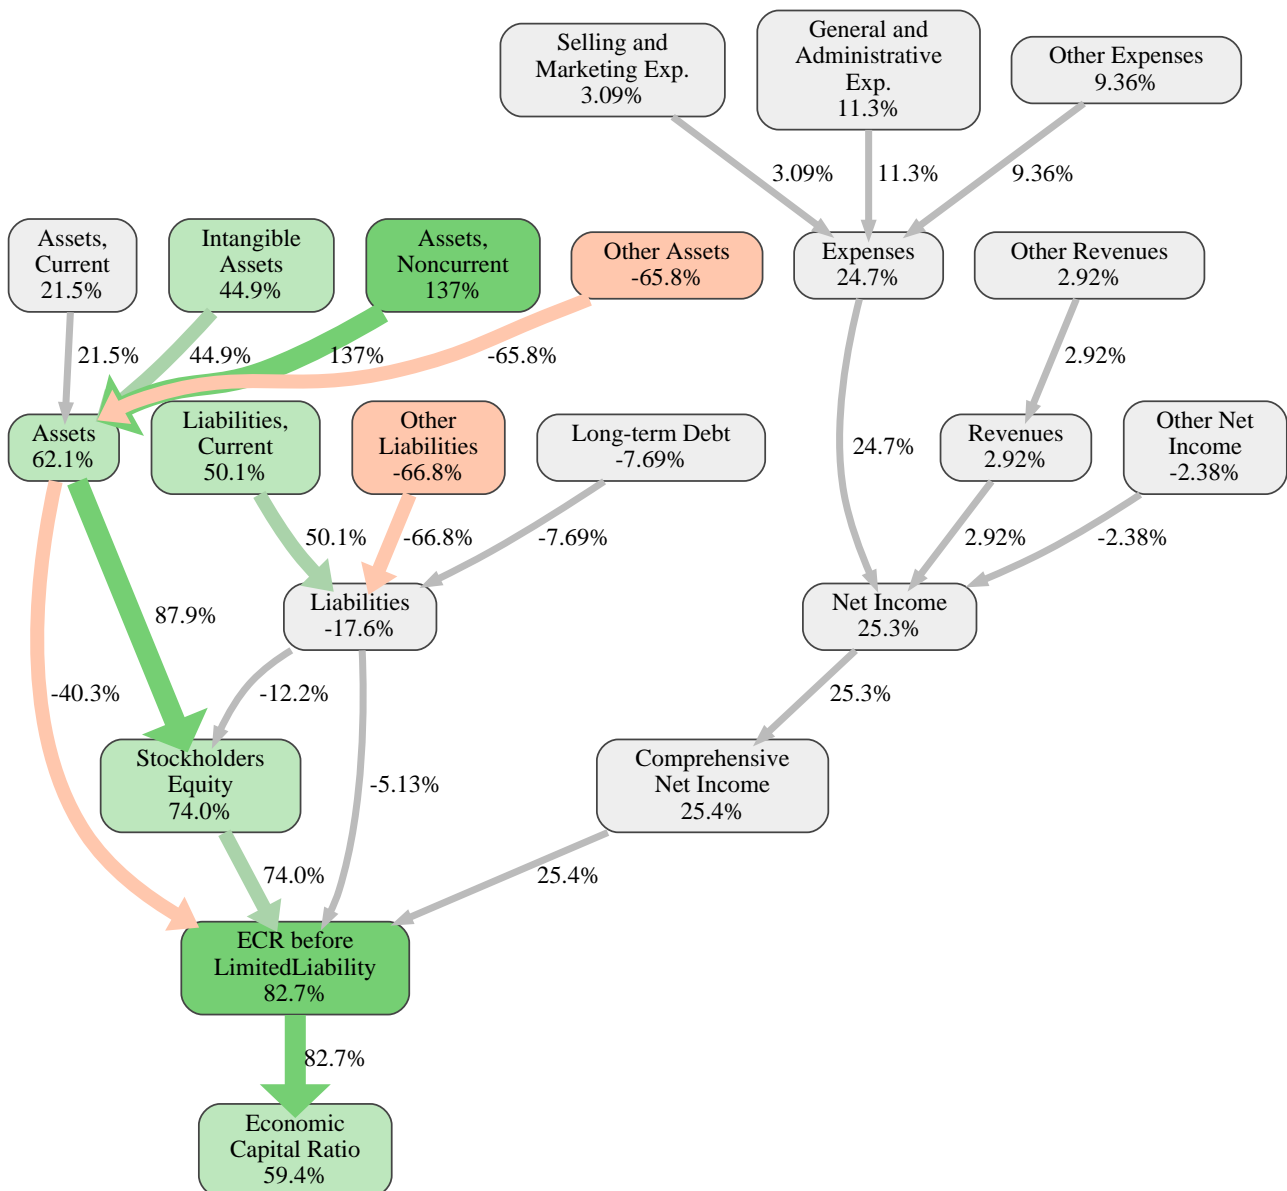 Selling and
Marketing Exp.
3.09%
General and
Administrative
Exp.
11.3%
Other Expenses
9.36%
3.09%
11.3%
9.36%
Assets,
Current
21.5%
Intangible
Assets
44.9%
Assets,
Noncurrent
137%
Other Assets
-65.8%
Expenses
24.7%
Other Revenues
2.92%
21.5%
44.9%
137%
-65.8%
2.92%
Assets
62.1%
Liabilities,
Current
50.1%
Other
Liabilities
-66.8%
Long-term Debt
-7.69%
24.7%
Revenues
2.92%
Other Net
Income
-2.38%
50.1%
-66.8%
-7.69%
2.92%
-2.38%
87.9%
Liabilities
-17.6%
Net Income
25.3%
-40.3%
-12.2%
25.3%
Stockholders
Equity
74.0%
-5.13%
Comprehensive
Net Income
25.4%
74.0%
25.4%
ECR before
LimitedLiability
82.7%
82.7%
Economic
Capital Ratio
59.4%